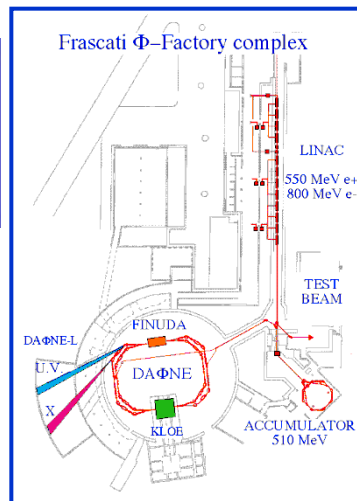 Frascati Φ-Factory complex
LINAC
550 MeV e+
800 MeV e-
TEST
BEAM
FINUDA
DAΦNE-L
U.V.
DAΦNE
X
KLOE
ACCUMULATOR
510 MeV